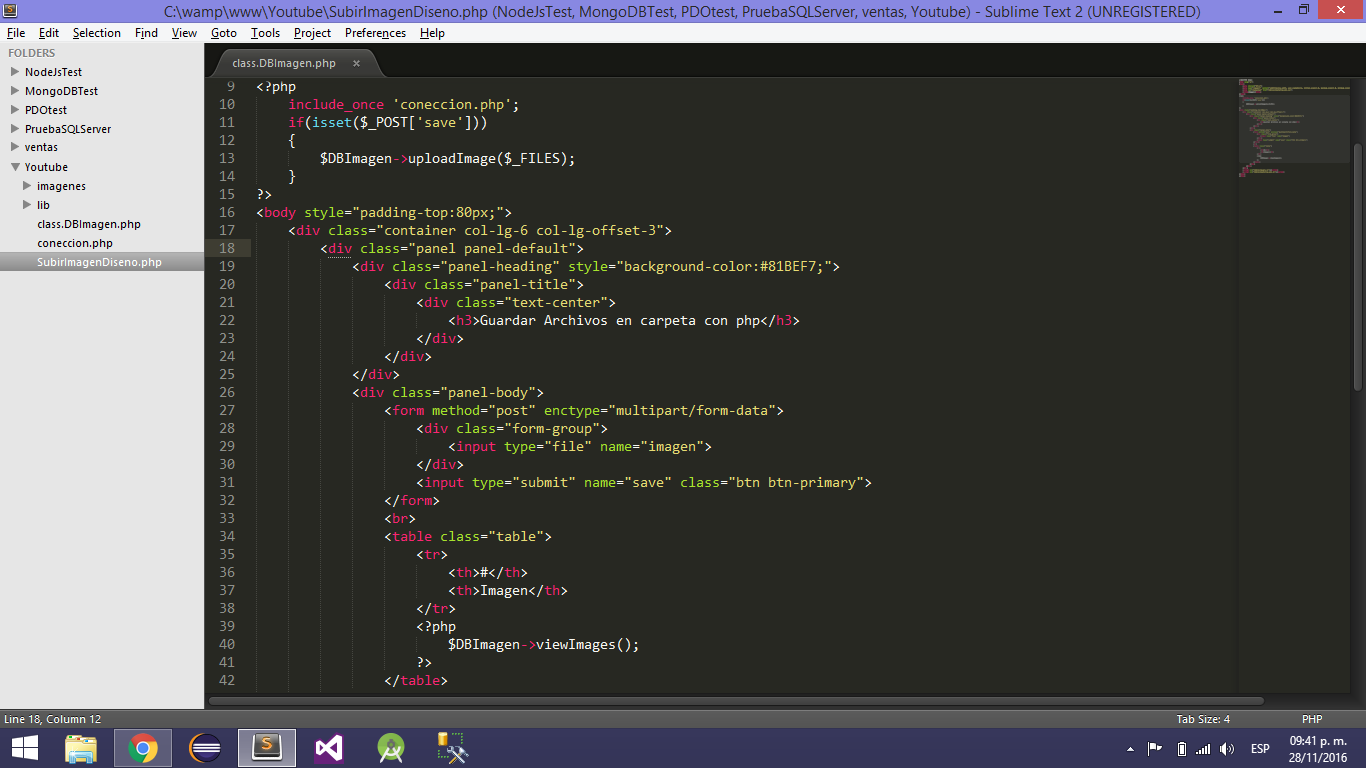 C:\wamp\www\Youtube\SubirImagenDiseno.php (NodeJsTest, MongoDBTest, PDOtest, PruebaSQLServer, ventas, Youtube) - Sublime Text 2 (UNREGISTERED)
File Edit Selection Find View Goto Tools Project Preferences Help
FOLDERS
NodeJsTest
MongoDBTest
PDOtest
PruebaSQLServer
ventas
Youtube
imagenes
lib
class.DBImagen.php
coneccion.php
SubirImagenDiseno.php
class.DBImagen.php ×
9 <?php
10 include_once 'coneccion.php';
11 if(isset($_POST['save']))
12 {
13 $DBImagen->uploadImage($_FILES);
14 }
15 ?>
16 <body style="padding-top:80px;">
17 <div class="container col-lg-6 col-lg-offset-3">
18 <div class="panel panel-default">
19 <div class="panel-heading" style="background-color:#81BEF7;">
20 <div class="panel-title">
21 <div class="text-center">
22 <h3>Guardar Archivos en carpeta con php</h3>
23 </div>
24 </div>
25 </div>
26 <div class="panel-body">
27 <form method="post" enctype="multipart/form-data">
28 <div class="form-group">
29 <input type="file" name="imagen">
30 </div>
31 <input type="submit" name="save" class="btn btn-primary">
32 </form>
33 <br>
34 <table class="table">
35 <tr>
36 <th>#</th>
37 <th>Imagen</th>
38 </tr>
39 <?php
40 $DBImagen->viewImages();
41 ?>
42 </table>
Line 18, Column 12
Tab Size: 4
PHP
ESP
09:41 p. m.
28/11/2016